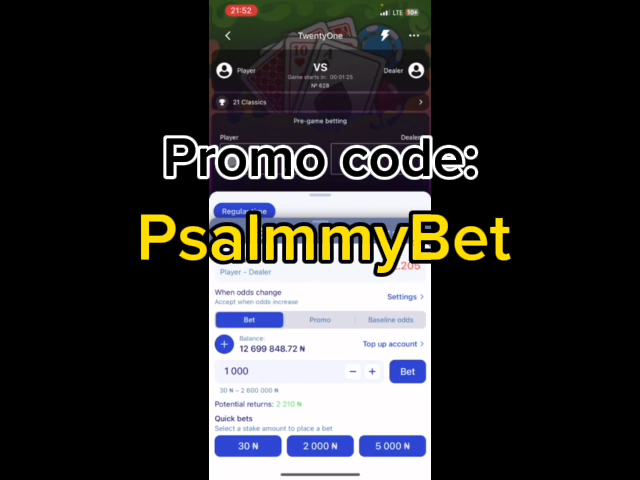 21:52
LTE
TwentyOne
Player
VS
Dealer
Game starts in: 00:01:25
Nº 628
21 Classics
Pre-game betting
Player
Dealer
Promo code:
PsalmmyBet
Player – Dealer
When odds change
Accept when odds increase
Settings
Bet
Promo
Baseline odds
Balance:
12 699 848.72 ₦
Top up account
1 000
Bet
30 ₦ – 2 600 000 ₦
Potential returns: 2 210 ₦
Quick bets
Select a stake amount to place a bet
30 ₦
2 000 ₦
5 000 ₦